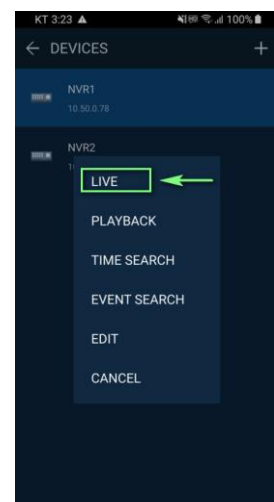 KT 3:23 100%
← DEVICES +
NVR1
10.50.0.78
NVR2
LIVE
PLAYBACK
TIME SEARCH
EVENT SEARCH
EDIT
CANCEL